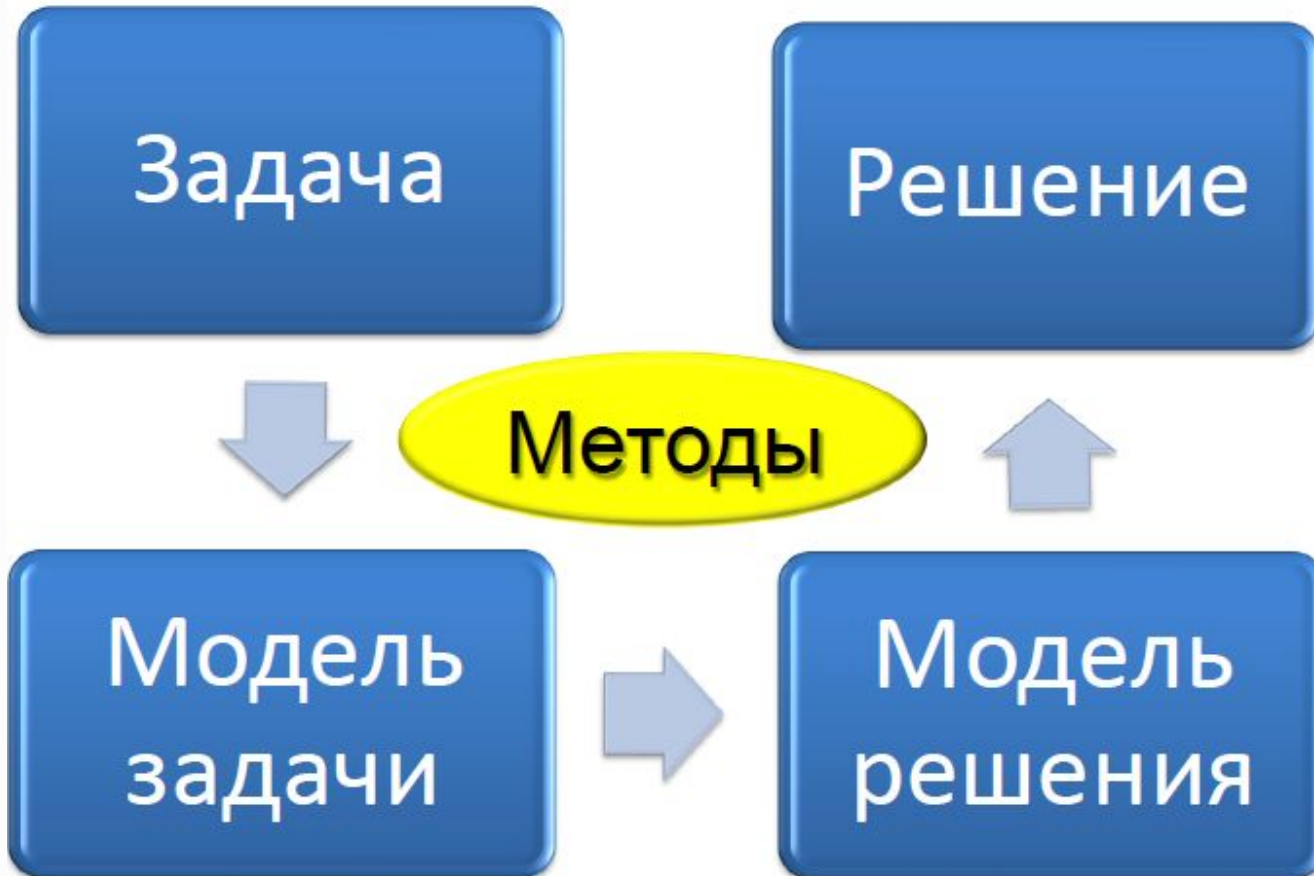 Задача
Решение
Методы
Модель
задачи
Модель
решения